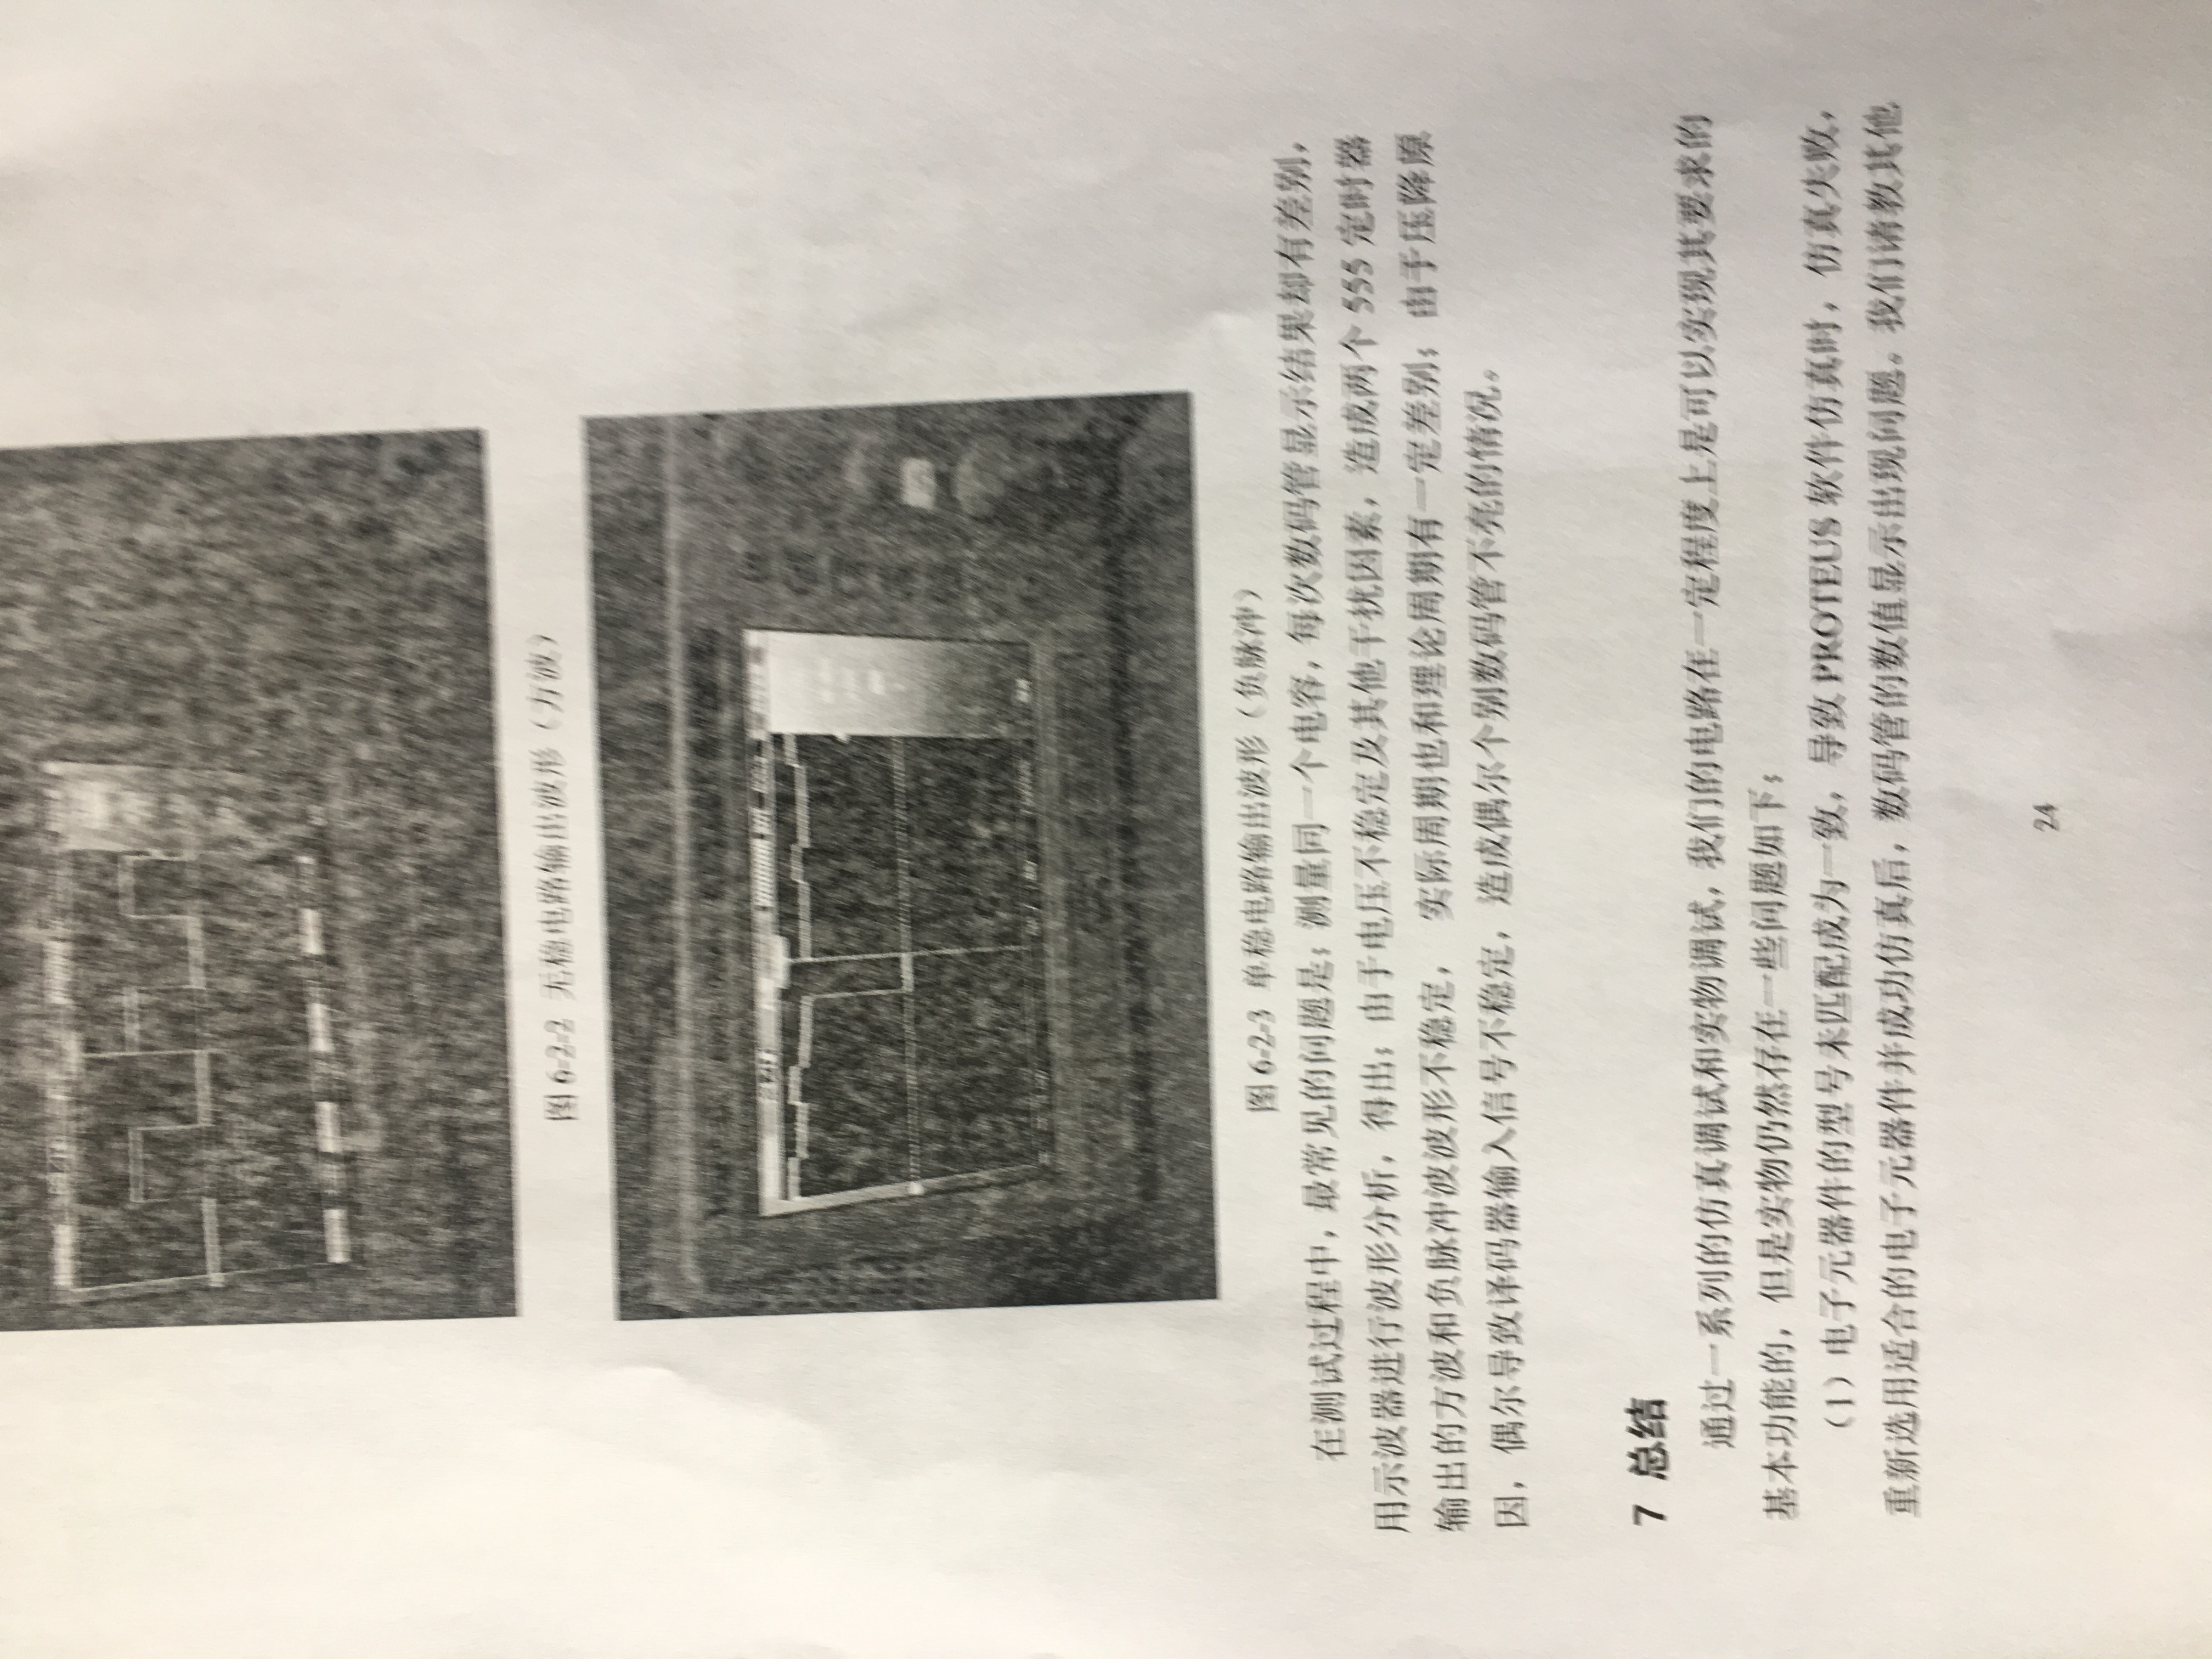 图 6-2-2 无稳电路输出波形（方波）
图 6-2-3 单稳电路输出波形（负脉冲）
在测试过程中，最常见的问题是：测量同一个电容，每次数码管显示结果却有差别，
用示波器进行波形分析，得出：由于电压不稳定及其他干扰因素，造成两个 555 定时器
输出的方波和负脉冲波波形不稳定， 实际周期也和理论周期有一定差别；由于压降原
因，偶尔导致译码器输入信号不稳定，造成偶尔个别数码管不亮的情况。
7 总结
通过一系列的仿真调试和实物调试，我们的电路在一定程度上是可以实现其要求的
基本功能的，但是实物仍然存在一些问题如下：
（1）电子元器件的型号未匹配成为一致，导致 PROTEUS 软件仿真时，仿真失败，
重新选用适合的电子元器件并成功仿真后，数码管的数值显示出现问题。我们请教其他
24